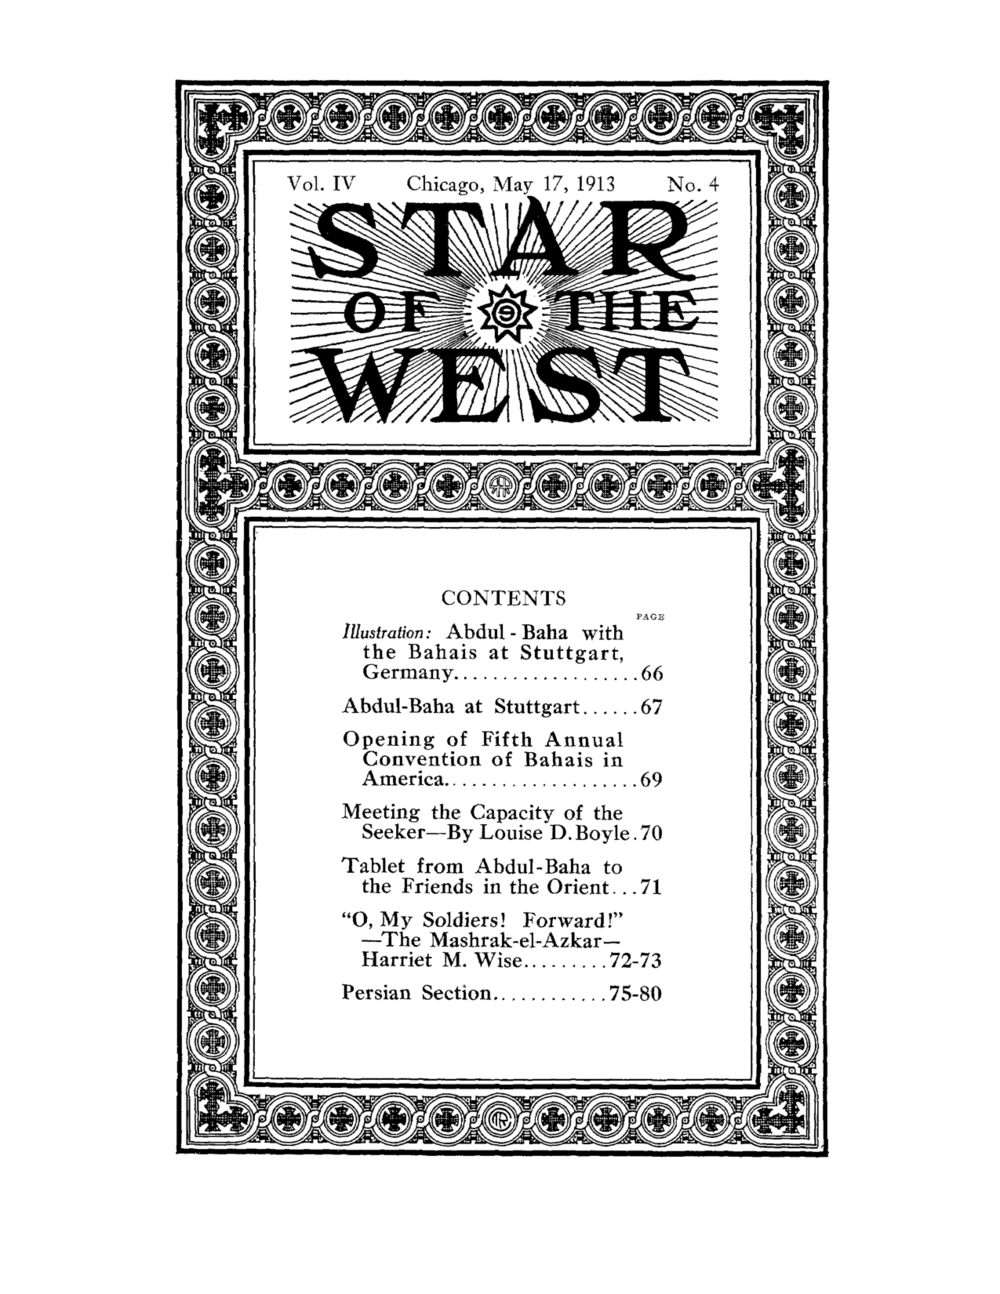 Vol. IV Chicago, May 17, 1913 No. 4
STAR
OF 9 THE
WEST
CONTENTS
PAGE
Illustration: Abdul - Baha with
the Bahais at Stuttgart,
Germany...................66
Abdul-Baha at Stuttgart......67
Opening of Fifth Annual
Convention of Bahais in
America....................69
Meeting the Capacity of the
Seeker—By Louise D. Boyle.70
Tablet from Abdul-Baha to
the Friends in the Orient...71
“O, My Soldiers! Forward!”
—The Mashrak-el-Azkar—
Harriet M. Wise.........72-73
Persian Section............75-80